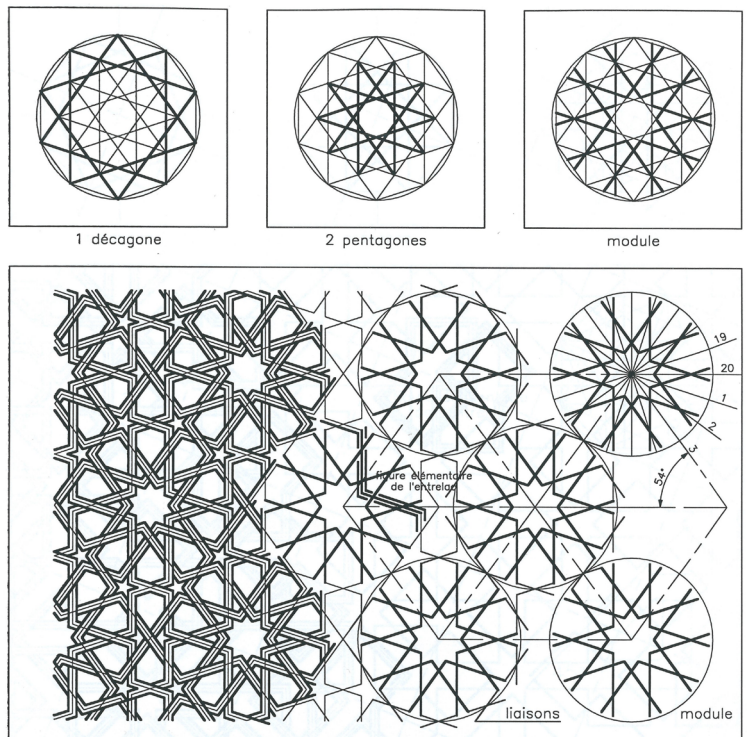 1 décagone
2 pentagones
module
19
20
1
2
3
54°
figure élémentaire
de l'entrelac
liaisons
module